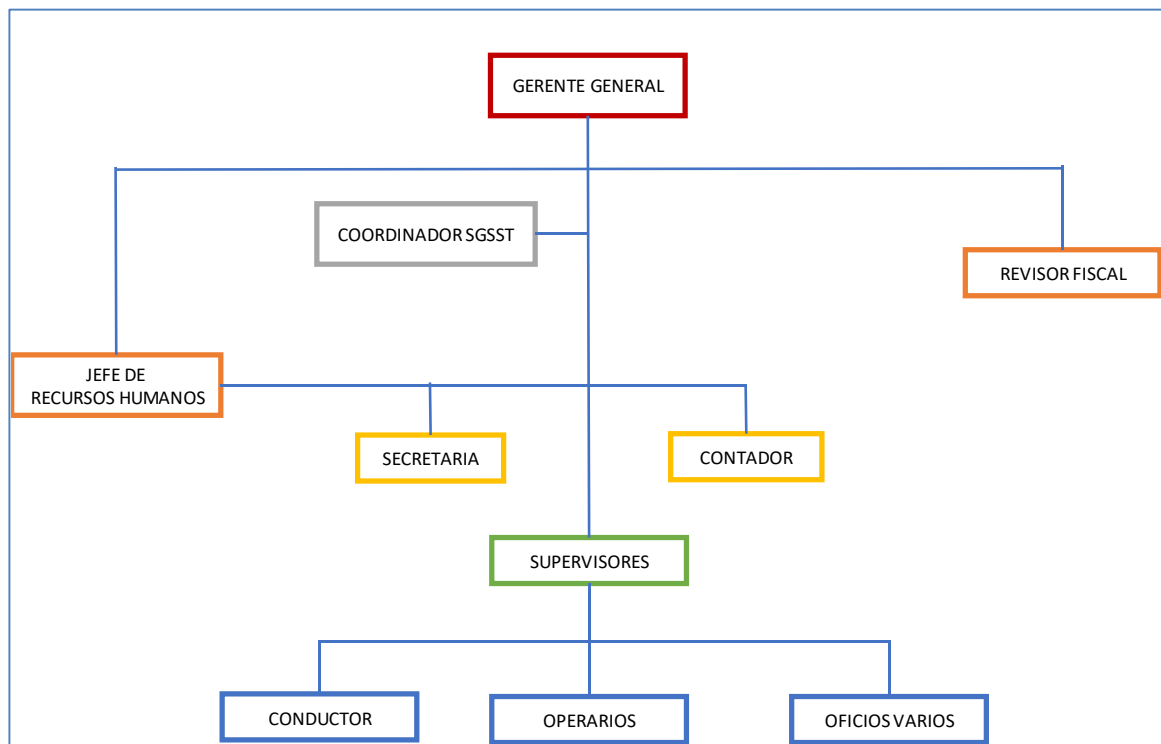 GERENTE GENERAL
COORDINADOR SGSST
REVISOR FISCAL
JEFE DE
RECURSOS HUMANOS
SECRETARIA
CONTADOR
SUPERVISORES
CONDUCTOR
OPERARIOS
OFICIOS VARIOS